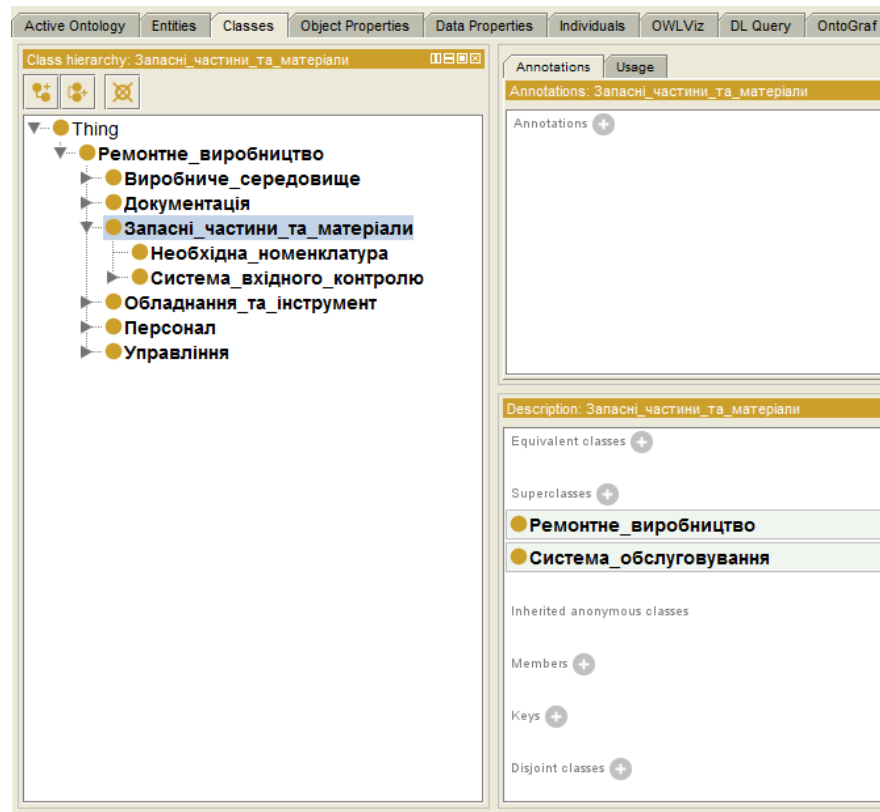 Active Ontology Entities Classes Object Properties Data Properties Individuals OWLViz DL Query OntoGraf
Class hierarchy: Запасні_частини_та_матеріали
Thing
Ремонтне_виробництво
Виробниче_середовище
Документація
Запасні_частини_та_матеріали
Необхідна_номенклатура
Система_вхідного_контролю
Обладнання_та_інструмент
Персонал
Управління
Annotations Usage
Annotations: Запасні_частини_та_матеріали
Annotations
Description: Запасні_частини_та_матеріали
Equivalent classes
Superclasses
Ремонтне_виробництво
Система_обслуговування
Inherited anonymous classes
Members
Keys
Disjoint classes